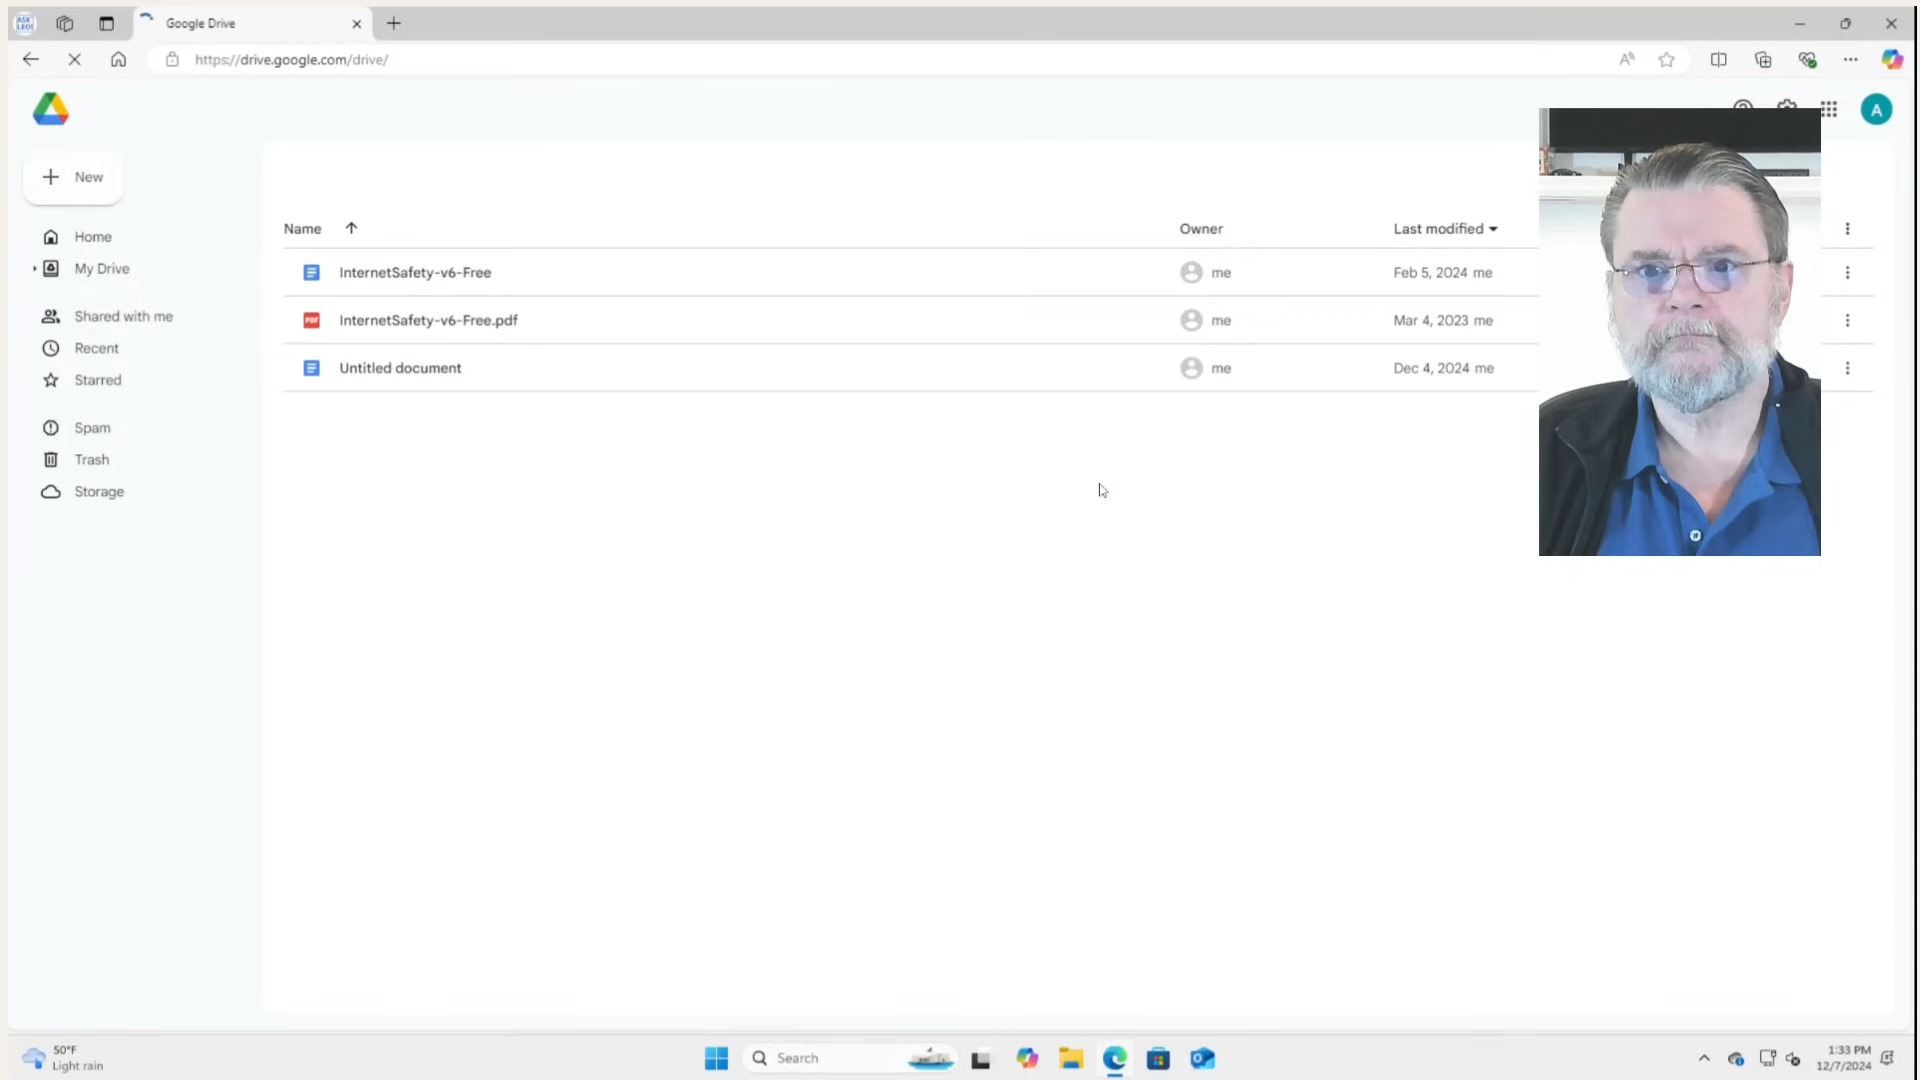 ASK LEO!
Google Drive
https://drive.google.com/drive/
A
New
Name Owner Last modified
Home
My Drive
InternetSafety-v6-Free me Feb 5, 2024 me
Shared with me
PDF InternetSafety-v6-Free.pdf me Mar 4, 2023 me
Recent
Starred
Untitled document me Dec 4, 2024 me
Spam
Trash
Storage
50°F
Light rain
Search
1:33 PM
12/7/2024